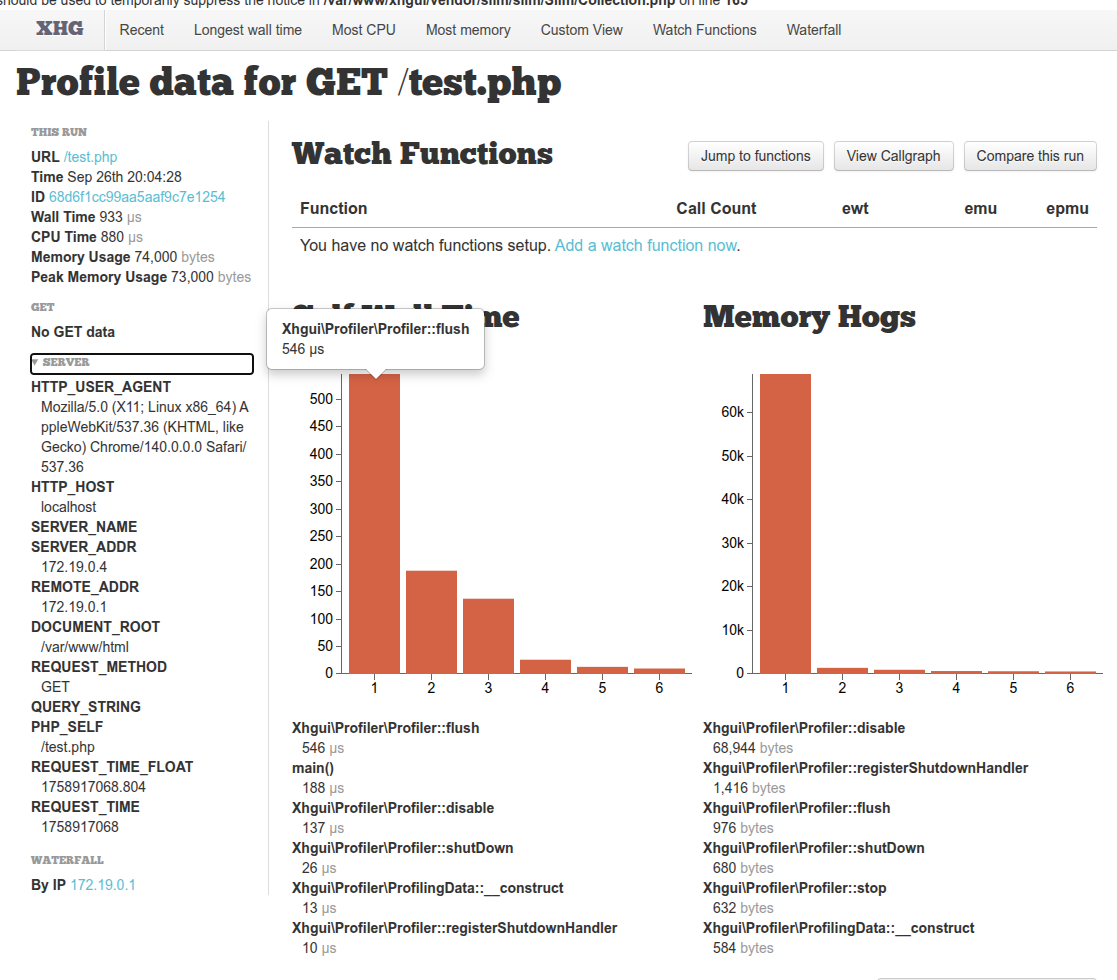 should be used to temporarily suppress the notice in /var/www/xhgui/vendor/slim/slim/Slim/Collection.php on line 165
XHG
Recent
Longest wall time
Most CPU
Most memory
Custom View
Watch Functions
Waterfall
Profile data for GET /test.php
THIS RUN
URL /test.php
Time Sep 26th 20:04:28
ID 68d6f1cc99aa5aaf9c7e1254
Wall Time 933 µs
CPU Time 880 µs
Memory Usage 74,000 bytes
Peak Memory Usage 73,000 bytes
GET
No GET data
▾ SERVER
HTTP_USER_AGENT
Mozilla/5.0 (X11; Linux x86_64) A
ppleWebKit/537.36 (KHTML, like
Gecko) Chrome/140.0.0.0 Safari/
537.36
HTTP_HOST
localhost
SERVER_NAME
SERVER_ADDR
172.19.0.4
REMOTE_ADDR
172.19.0.1
DOCUMENT_ROOT
/var/www/html
REQUEST_METHOD
GET
QUERY_STRING
PHP_SELF
/test.php
REQUEST_TIME_FLOAT
1758917068.804
REQUEST_TIME
1758917068
WATERFALL
By IP 172.19.0.1
Watch Functions
Jump to functions
View Callgraph
Compare this run
Function Call Count ewt emu epmu
You have no watch functions setup. Add a watch function now.
Self Wall Time
Xhgui\Profiler\Profiler::flush
546 µs
500
450
400
350
300
250
200
150
100
50
0
1 2 3 4 5 6
Xhgui\Profiler\Profiler::flush
546 µs
main()
188 µs
Xhgui\Profiler\Profiler::disable
137 µs
Xhgui\Profiler\Profiler::shutDown
26 µs
Xhgui\Profiler\ProfilingData::__construct
13 µs
Xhgui\Profiler\Profiler::registerShutdownHandler
10 µs
Memory Hogs
60k
50k
40k
30k
20k
10k
0
1 2 3 4 5 6
Xhgui\Profiler\Profiler::disable
68,944 bytes
Xhgui\Profiler\Profiler::registerShutdownHandler
1,416 bytes
Xhgui\Profiler\Profiler::flush
976 bytes
Xhgui\Profiler\Profiler::shutDown
680 bytes
Xhgui\Profiler\Profiler::stop
632 bytes
Xhgui\Profiler\ProfilingData::__construct
584 bytes